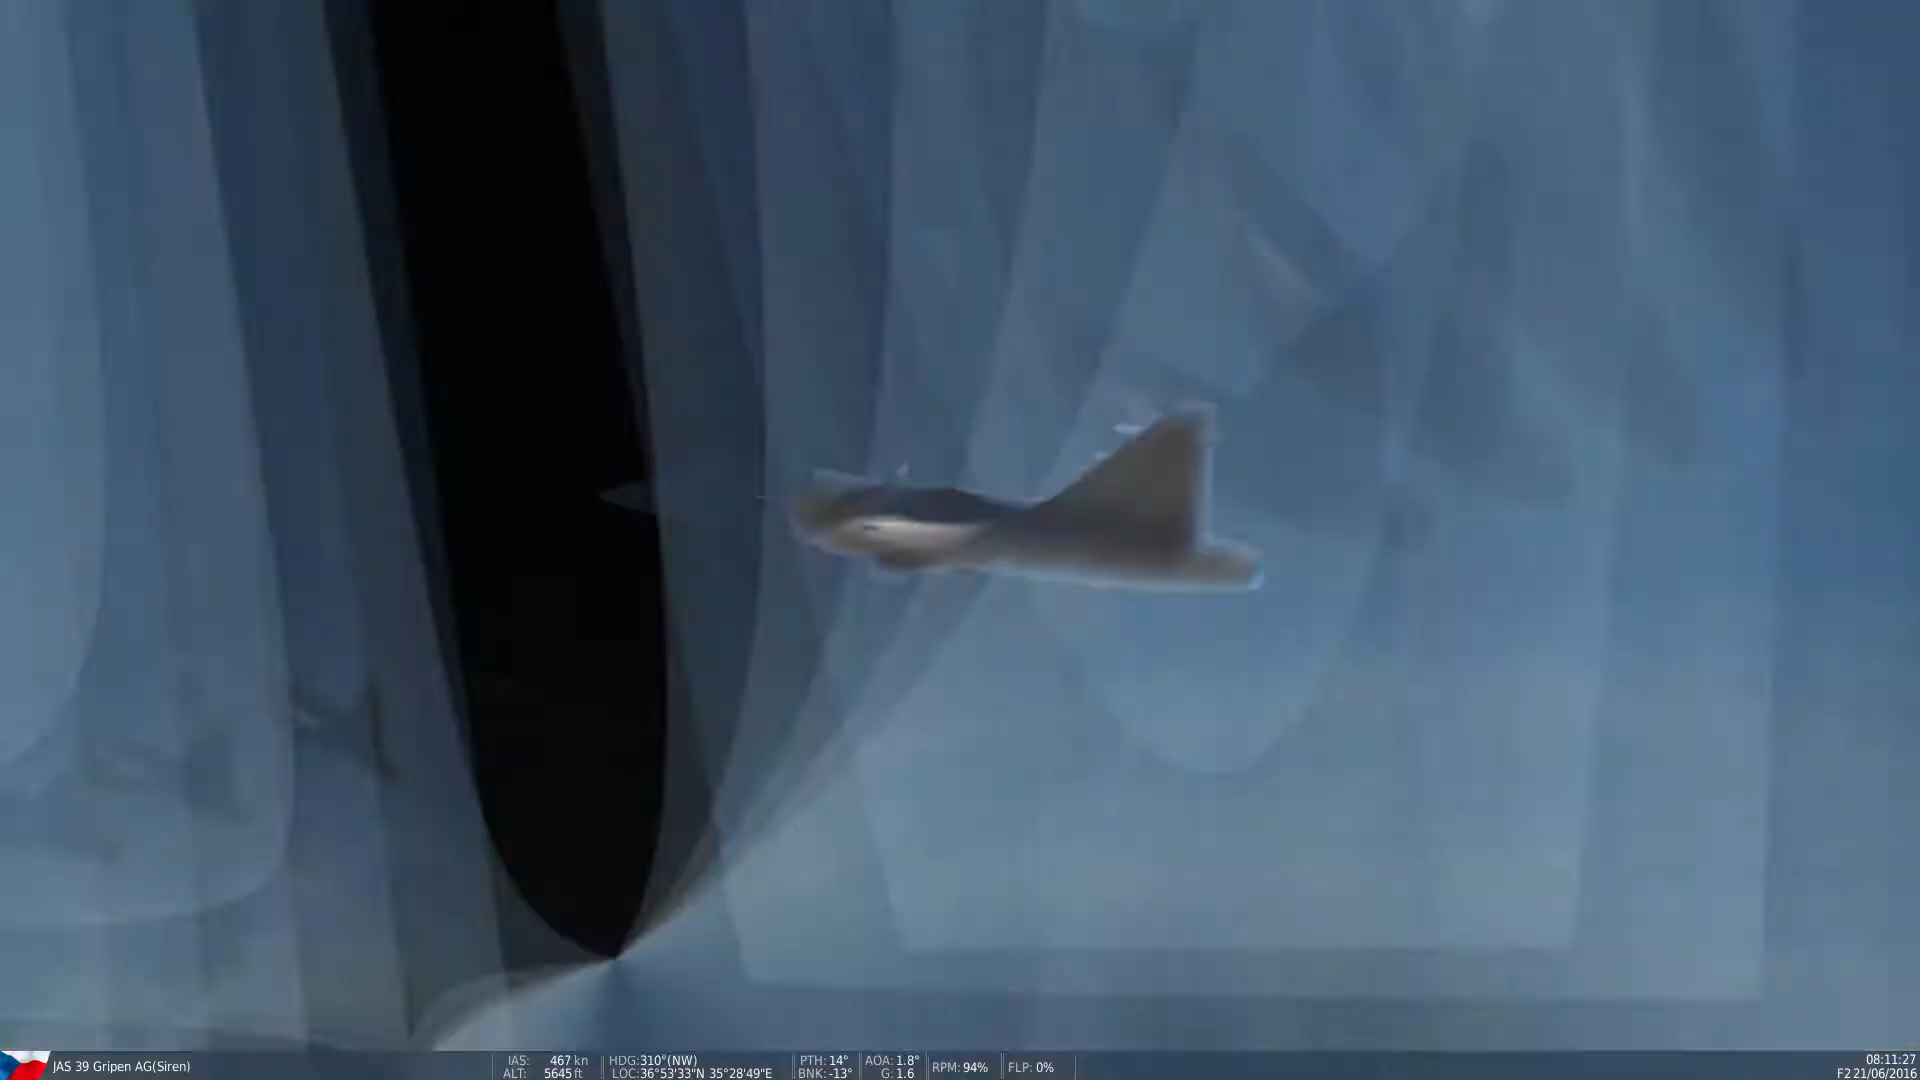 JAS 39 Gripen AG(Siren)
IAS: 467 kn
ALT: 5645 ft
HDG:310°(NW)
LOC:36°53'33"N 35°28'49"E
PTH: 14°
BNK: -13°
AOA: 1.8°
G: 1.6
RPM: 94%
FLP: 0%
08:11:27
F2 21/06/2016